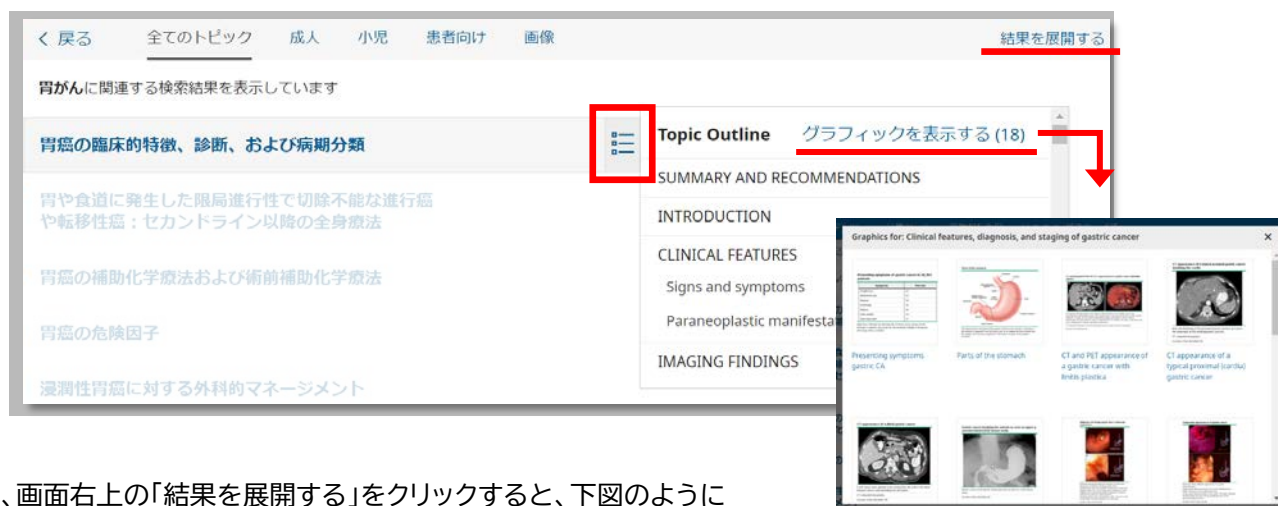 戻る 全てのトピック 成人 小児 患者向け 画像 結果を展開する
胃がんに関連する検索結果を表示しています
胃癌の臨床的特徴、診断、および病期分類
胃や食道に発生した限局進行性で切除不能な進行癌
や転移性癌：セカンドライン以降の全身療法
胃癌の補助化学療法および術前補助化学療法
胃癌の危険因子
浸潤性胃癌に対する外科的マネージメント
Topic Outline グラフィックを表示する (18)
SUMMARY AND RECOMMENDATIONS
INTRODUCTION
CLINICAL FEATURES
Signs and symptoms
Paraneoplastic manifesta
IMAGING FINDINGS
Graphics for: Clinical features, diagnosis, and staging of gastric cancer
Presenting symptoms
gastric CA
Parts of the stomach
CT and PET appearance of
a gastric cancer with
linitis plastica
CT appearance of a
typical proximal (cardia)
gastric cancer
、画面右上の「結果を展開する」をクリックすると、下図のように